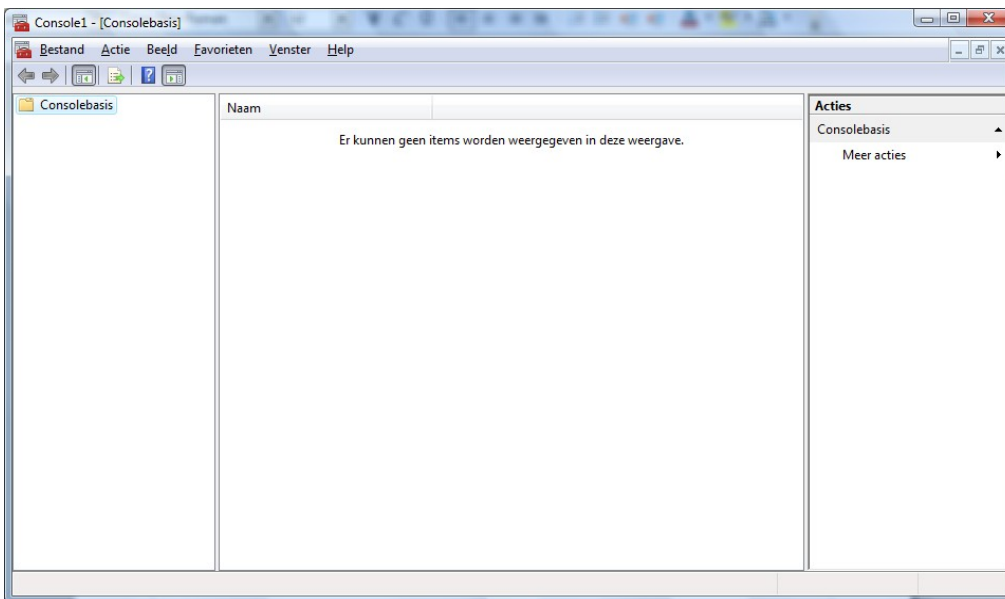 Console1 - [Consolebasis]
Bestand Actie Beeld Favorieten Venster Help
Consolebasis
Naam
Er kunnen geen items worden weergegeven in deze weergave.
Acties
Consolebasis
Meer acties